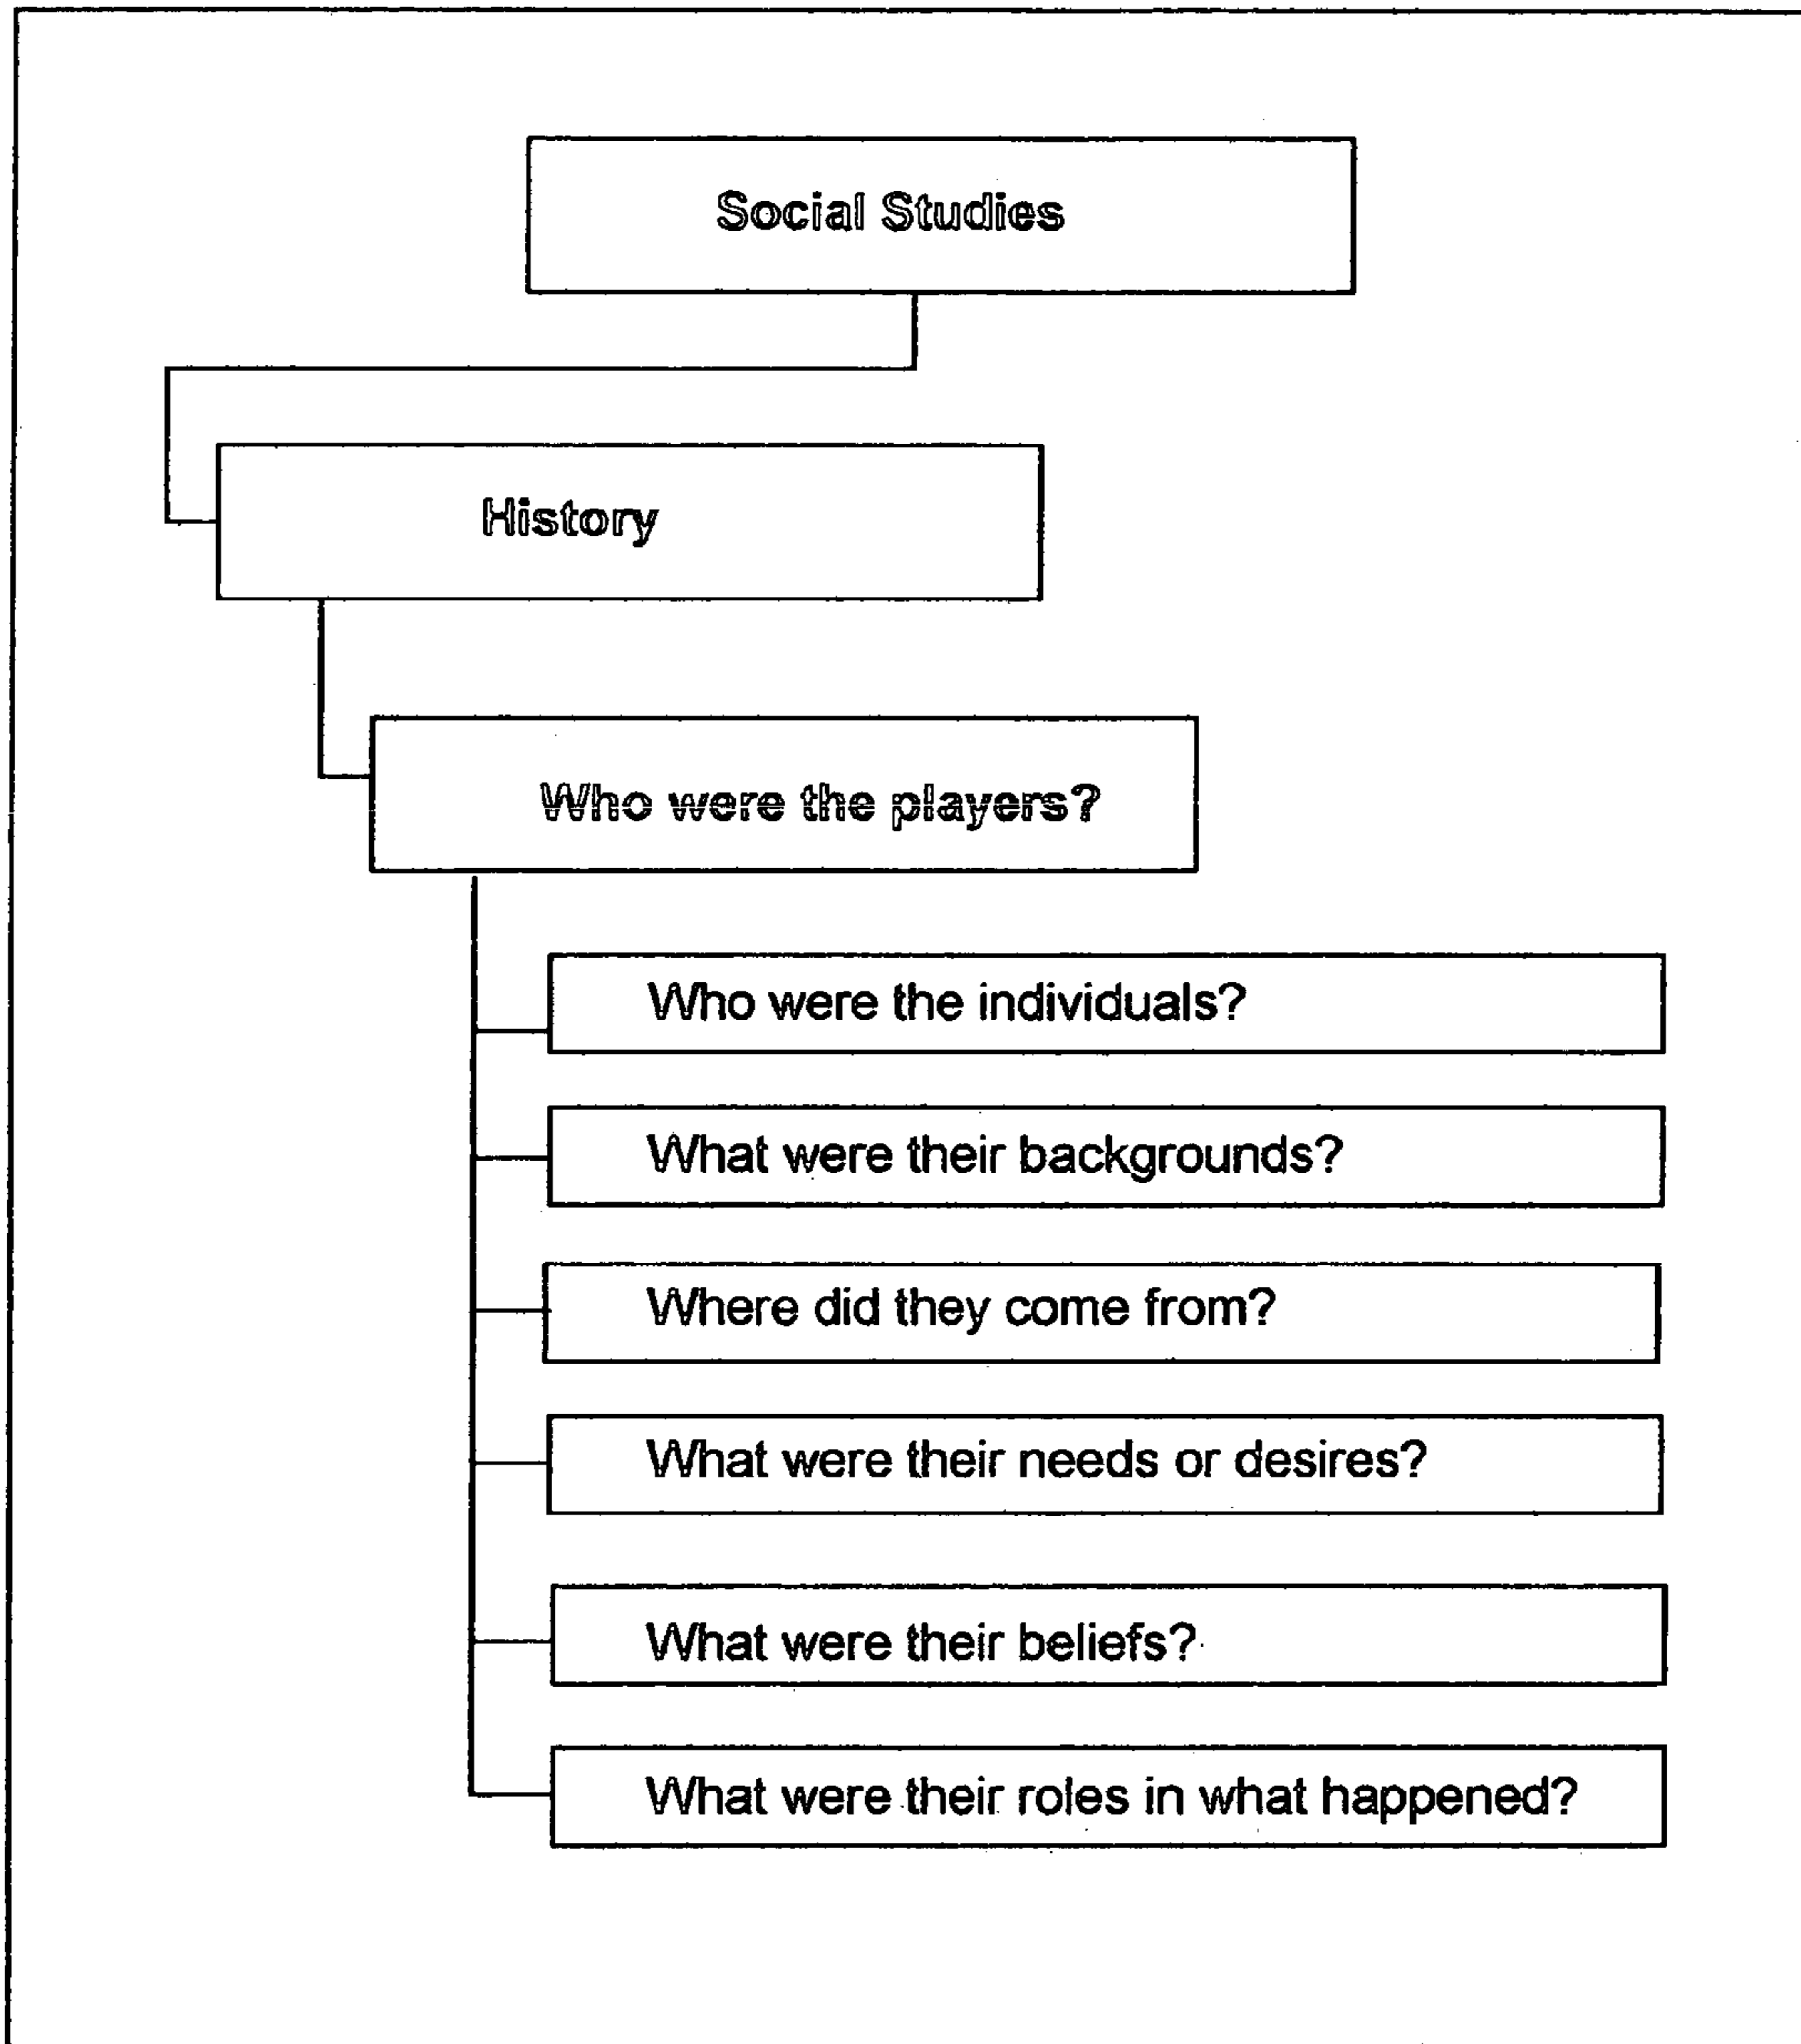 Social Studies
History
Who were the players?
Who were the individuals?
What were their backgrounds?
Where did they come from?
What were their needs or desires?
What were their beliefs?
What were their roles in what happened?